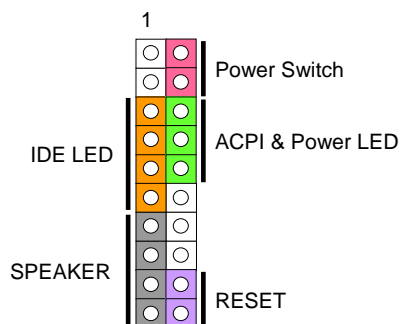 1
Power Switch
ACPI & Power LED
IDE LED
SPEAKER
RESET